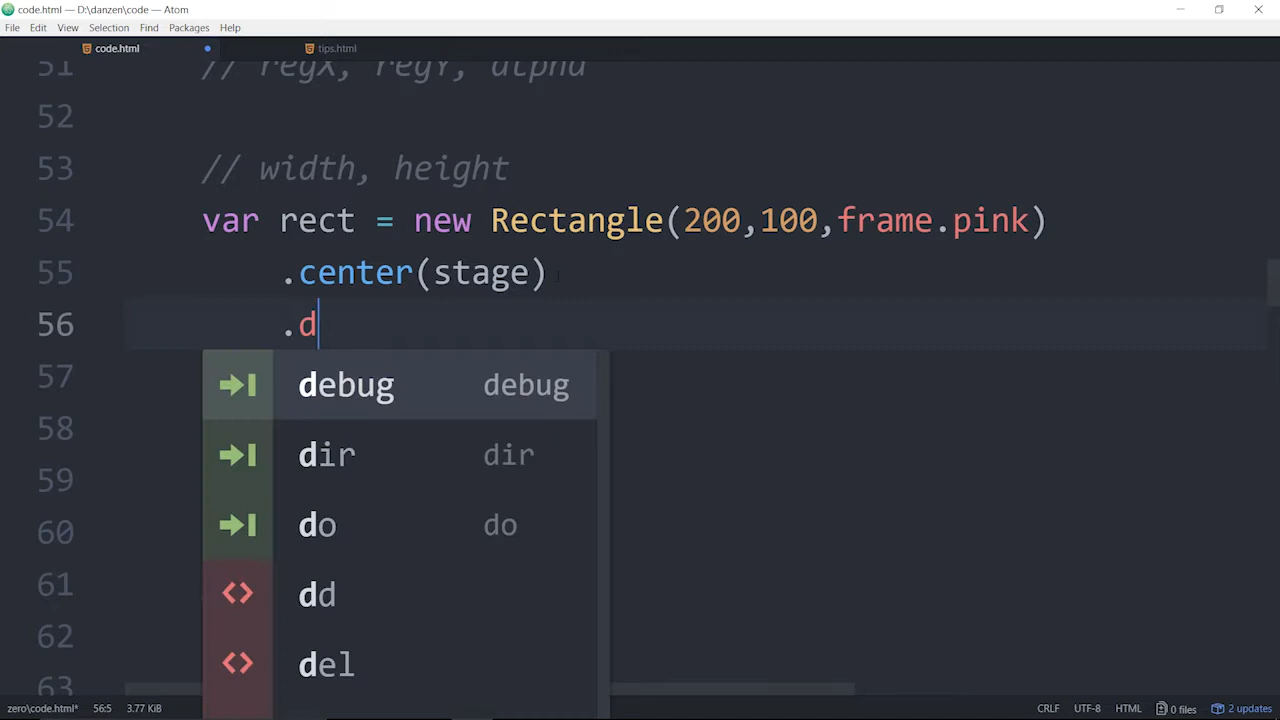 code.html — D:\danzen\code — Atom
File Edit View Selection Find Packages Help
code.html tips.html
51 // regX, regY, alpha
52
53 // width, height
54 var rect = new Rectangle(200,100,frame.pink)
55 .center(stage)
56 .d
57 debug debug
58 dir dir
59
60 do do
61 dd
62 del
63
zero\code.html* 56:5 3.77 KiB CRLF UTF-8 HTML 0 files 2 updates